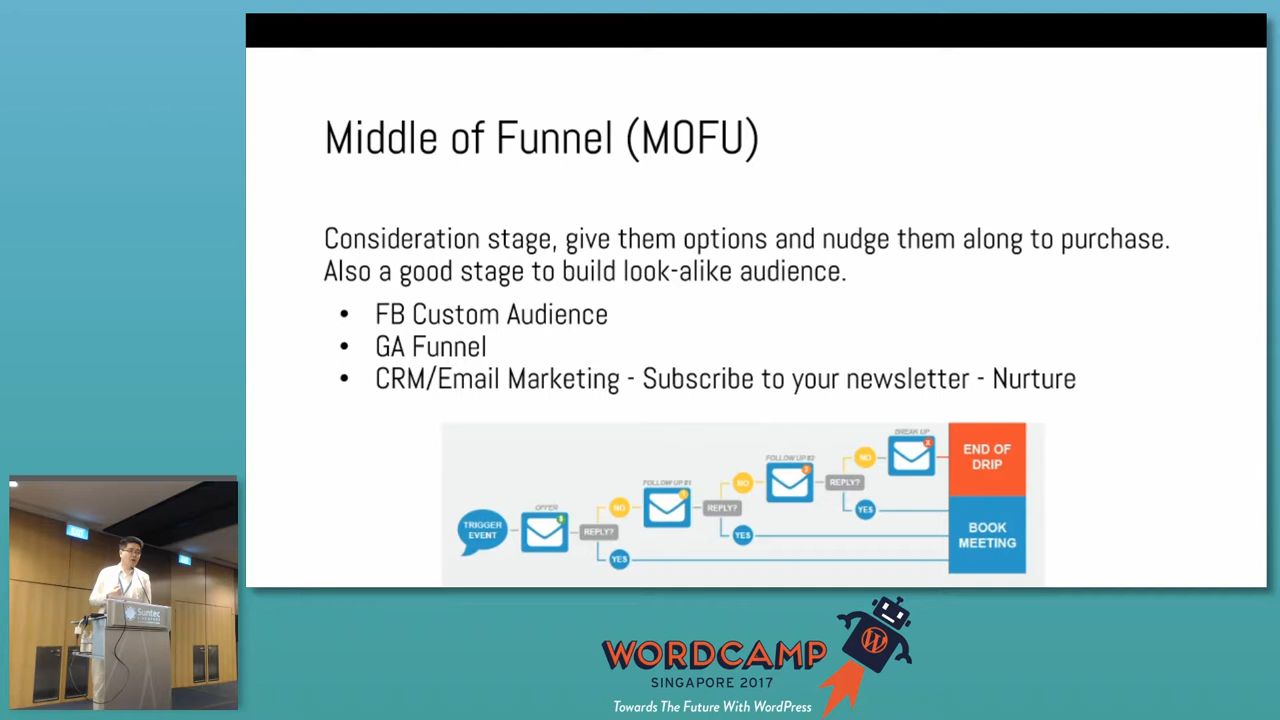 Middle of Funnel (MOFU)
Consideration stage, give them options and nudge them along to purchase.
Also a good stage to build look-alike audience.
• FB Custom Audience
• GA Funnel
• CRM/Email Marketing - Subscribe to your newsletter - Nurture
BREAK UP
NO
END OF
DRIP
FOLLOW UP #2
REPLY?
NO
YES
FOLLOW UP #1
REPLY?
NO
YES
BOOK
MEETING
OFFER
TRIGGER
EVENT
REPLY?
YES
Suntec
SINGAPORE
WORDCAMP
SINGAPORE 2017
Towards The Future With WordPress